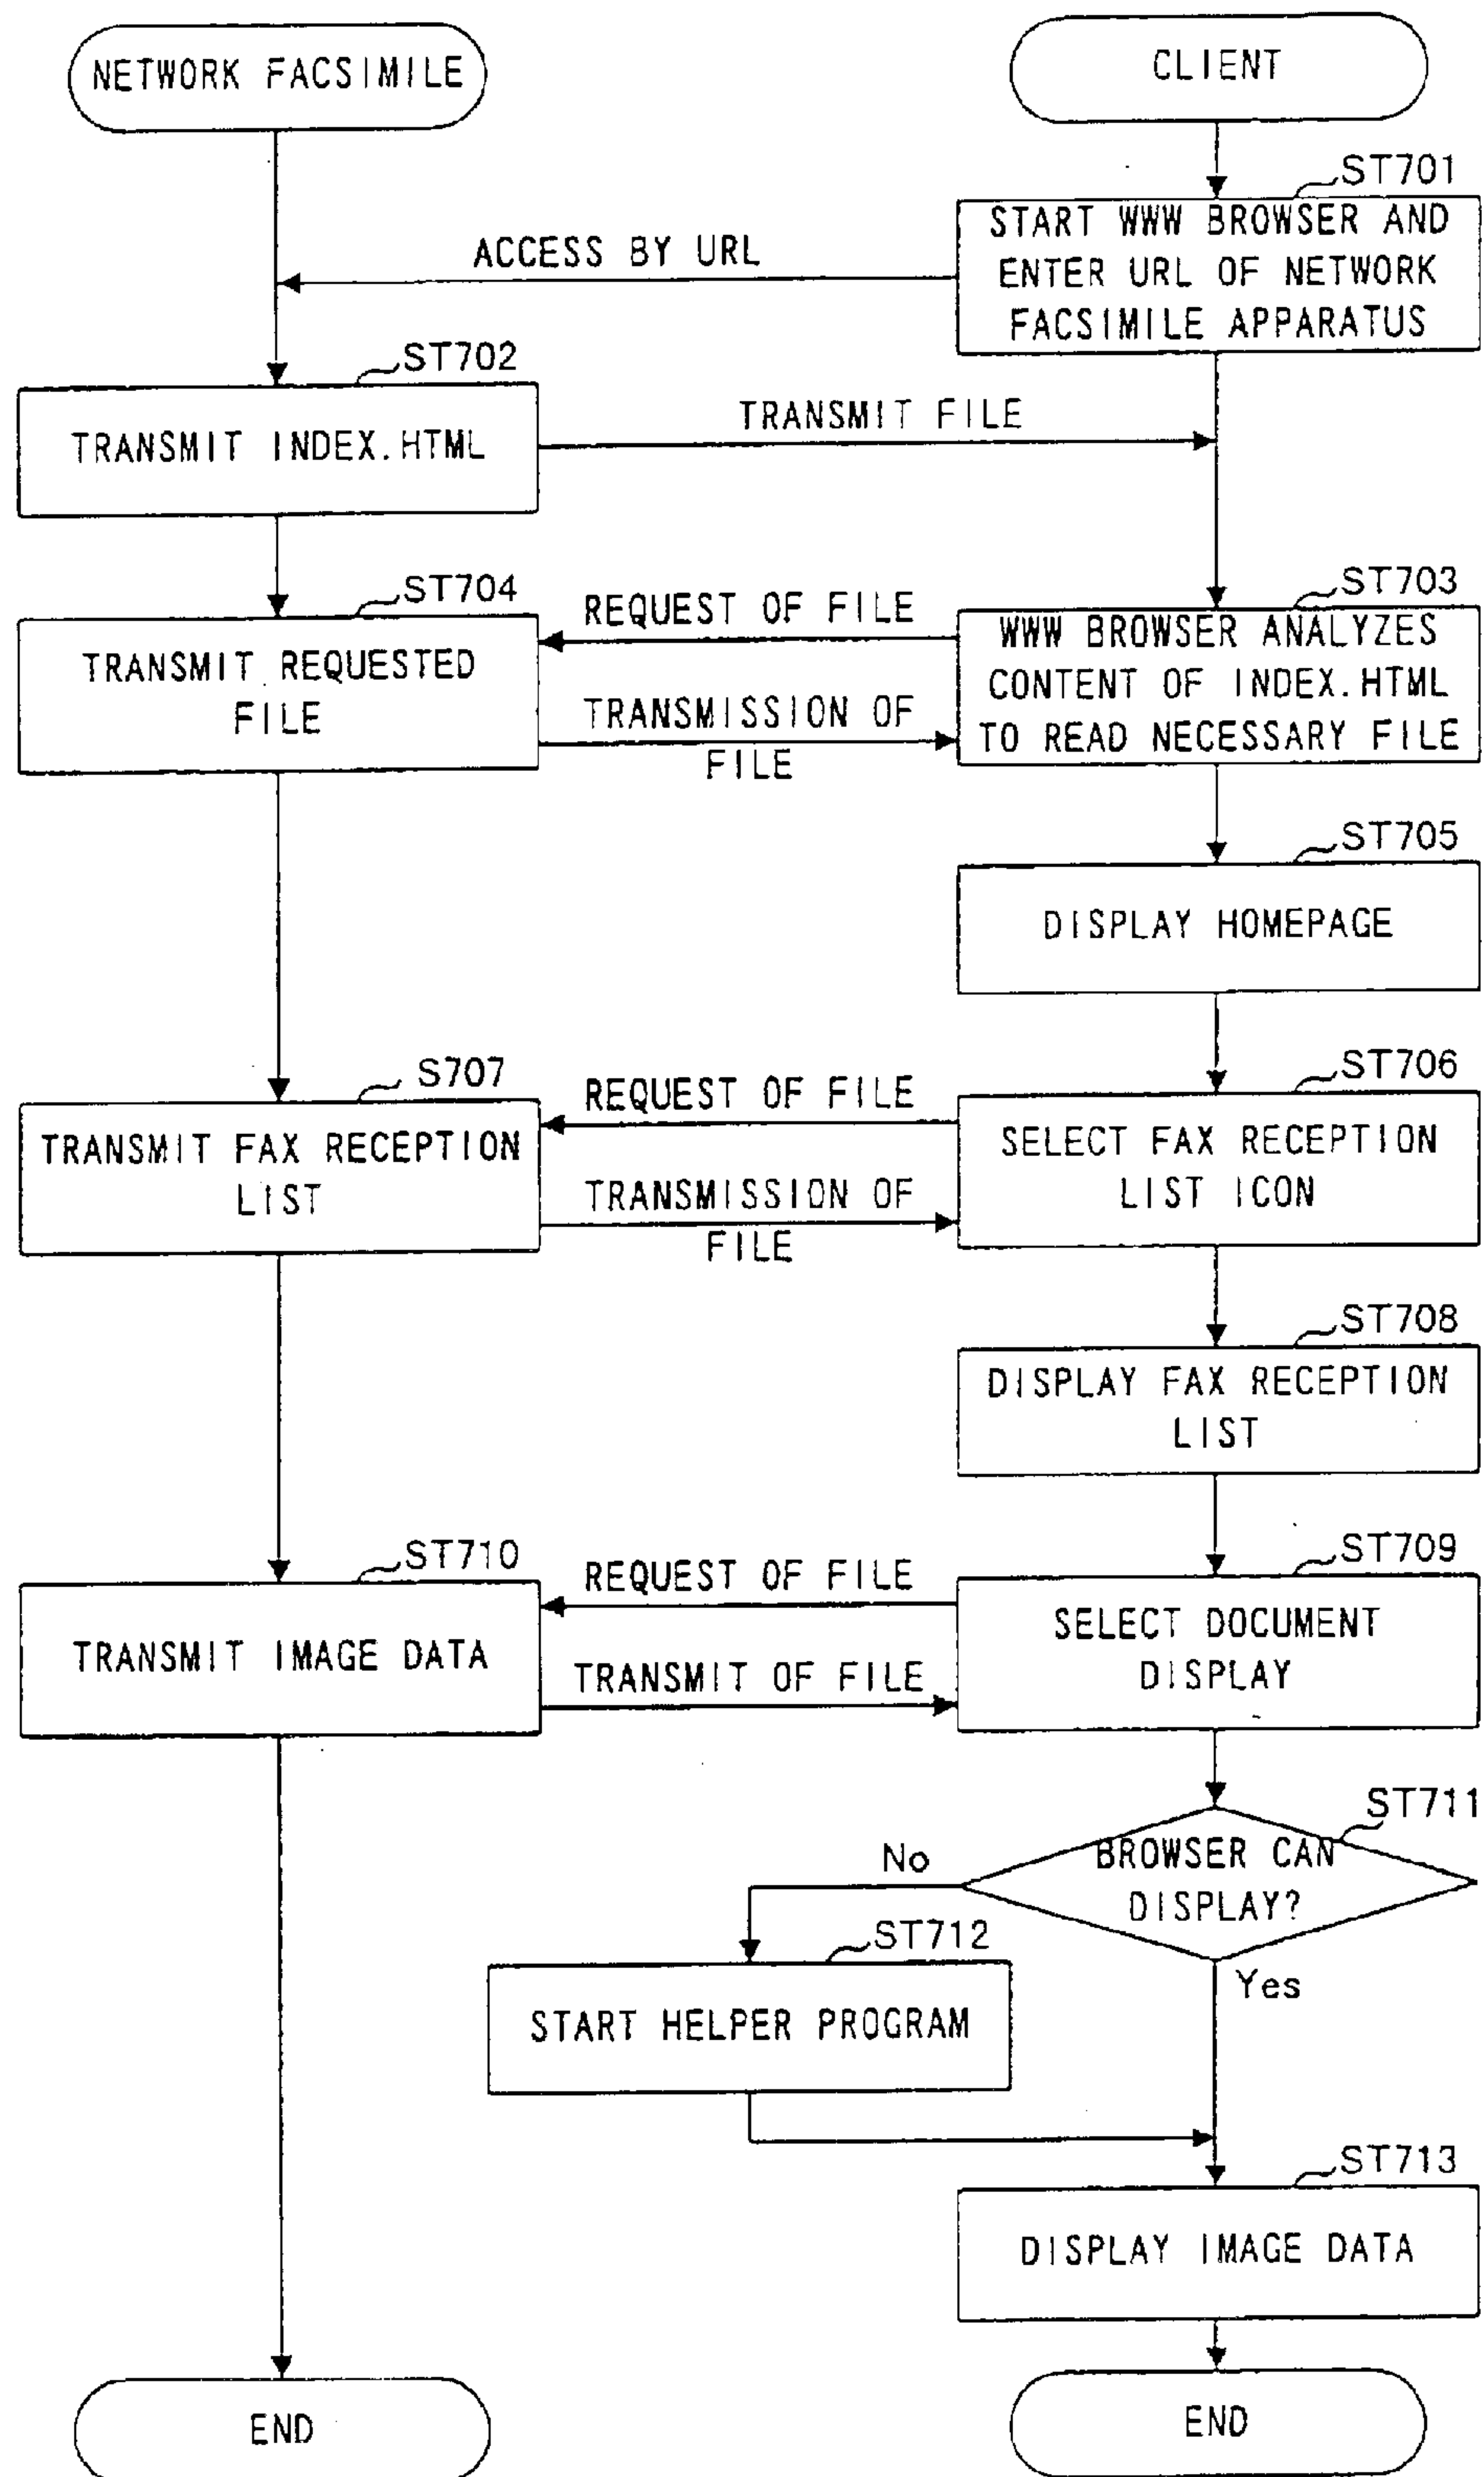 NETWORK FACSIMILE
CLIENT
ST701
START WWW BROWSER AND
ENTER URL OF NETWORK
FACSIMILE APPARATUS
ACCESS BY URL
ST702
TRANSMIT INDEX.HTML
TRANSMIT FILE
ST704
TRANSMIT REQUESTED
FILE
REQUEST OF FILE
TRANSMISSION OF
FILE
ST703
WWW BROWSER ANALYZES
CONTENT OF INDEX.HTML
TO READ NECESSARY FILE
ST705
DISPLAY HOMEPAGE
S707
TRANSMIT FAX RECEPTION
LIST
REQUEST OF FILE
TRANSMISSION OF
FILE
ST706
SELECT FAX RECEPTION
LIST ICON
ST708
DISPLAY FAX RECEPTION
LIST
ST710
TRANSMIT IMAGE DATA
REQUEST OF FILE
TRANSMIT OF FILE
ST709
SELECT DOCUMENT
DISPLAY
ST711
BROWSER CAN
DISPLAY?
No
Yes
ST712
START HELPER PROGRAM
ST713
DISPLAY IMAGE DATA
END
END